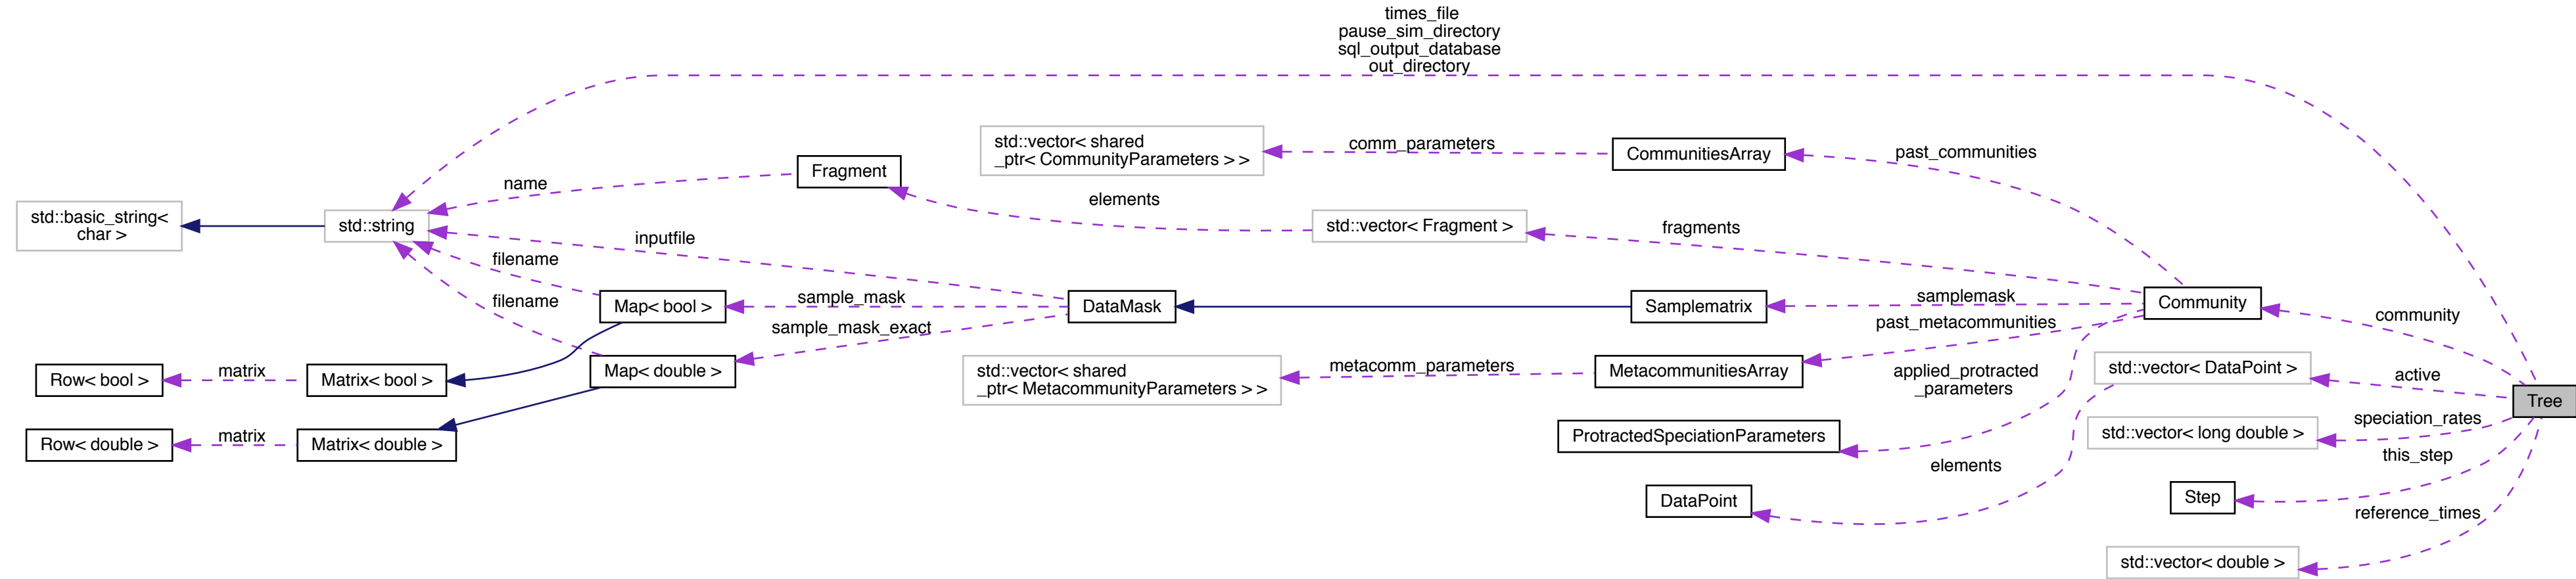 times_file
pause_sim_directory
sql_output_database
out_directory
std::vector< shared
_ptr< CommunityParameters > >
comm_parameters
CommunitiesArray
past_communities
Fragment
name
elements
std::basic_string<
char >
std::string
std::vector< Fragment >
fragments
inputfile
filename
filename
Map< bool >
sample_mask
DataMask
Samplematrix
samplemask
Community
community
sample_mask_exact
past_metacommunities
Row< bool >
matrix
Matrix< bool >
Map< double >
std::vector< shared
_ptr< MetacommunityParameters > >
metacomm_parameters
MetacommunitiesArray
applied_protracted
_parameters
std::vector< DataPoint >
active
Tree
Row< double >
matrix
Matrix< double >
ProtractedSpeciationParameters
std::vector< long double >
speciation_rates
elements
this_step
DataPoint
Step
reference_times
std::vector< double >